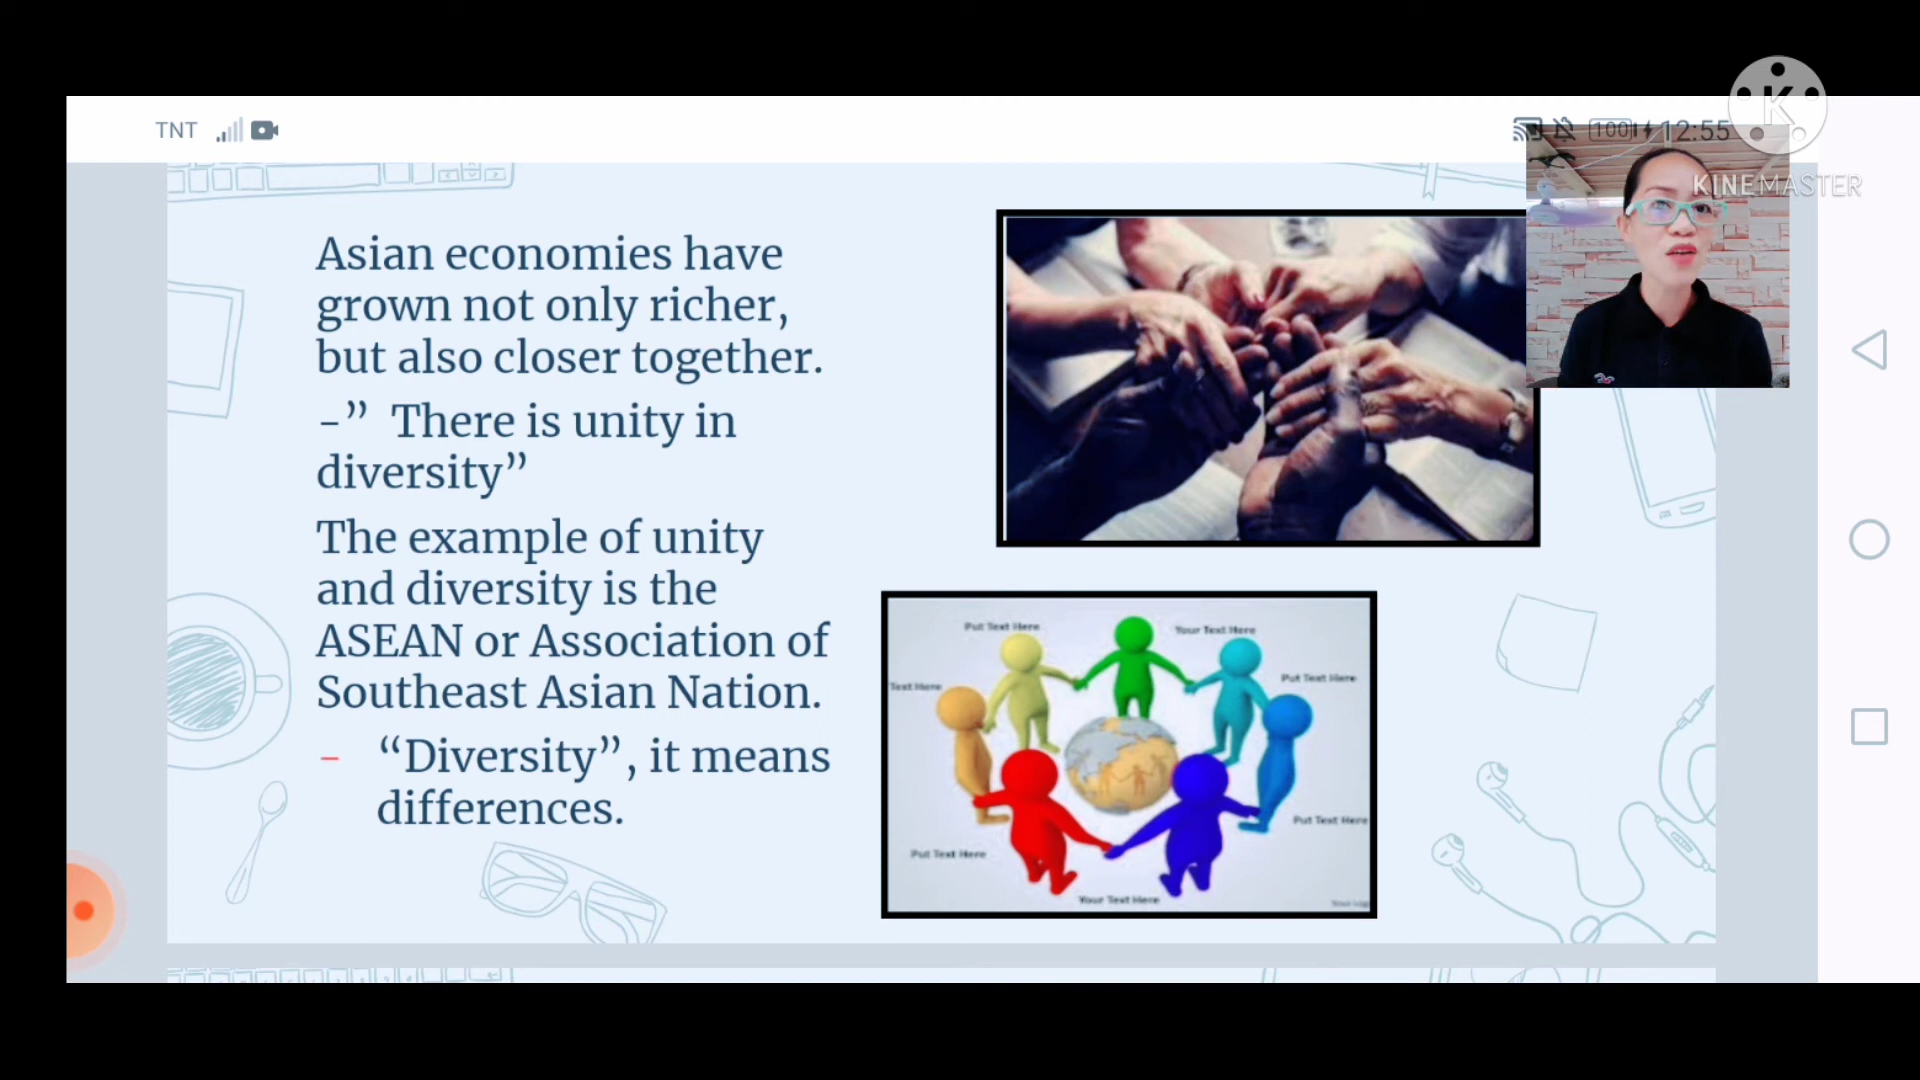 TNT
100
12:55
K
KINEMASTER
Asian economies have
grown not only richer,
but also closer together.
-” There is unity in
diversity”
The example of unity
and diversity is the
ASEAN or Association of
Southeast Asian Nation.
- “Diversity”, it means
differences.
Put Text Here
Your Text Here
Text Here
Put Text Here
Put Text Here
Put Text Here
Your Text Here